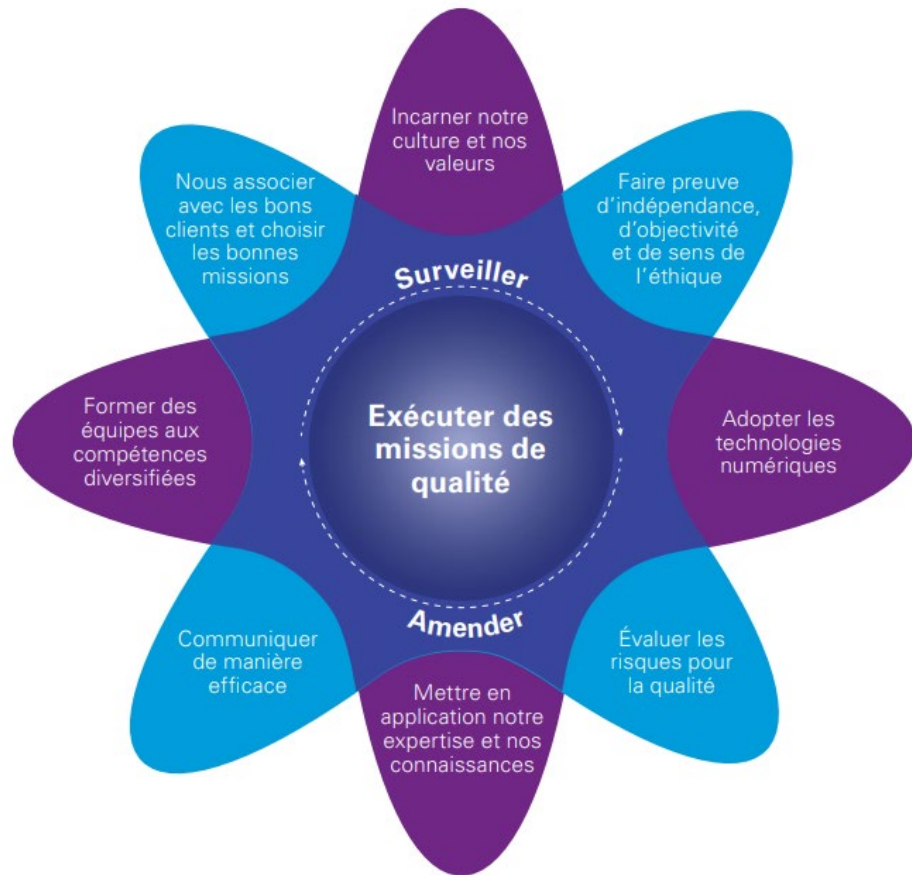 Incarner notre
culture et nos
valeurs
Faire preuve
d'indépendance,
d'objectivité
et de sens de
l'éthique
Adopter les
technologies
numériques
Évaluer les
risques pour
la qualité
Mettre en
application notre
expertise et nos
connaissances
Communiquer
de manière
efficace
Former des
équipes aux
compétences
diversifiées
Nous associer
avec les bons
clients et choisir
les bonnes
missions
Surveiller
Exécuter des
missions de
qualité
Amender